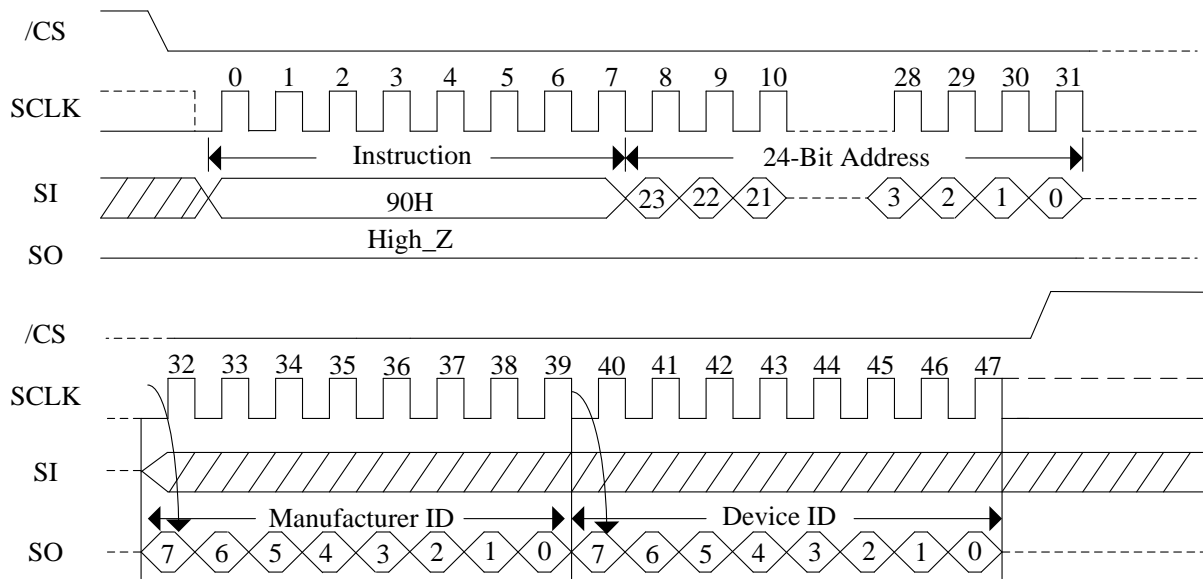 /CS
0 1 2 3 4 5 6 7 8 9 10 28 29 30 31
SCLK
Instruction 24-Bit Address
SI 90H 23 22 21 3 2 1 0
High_Z
SO
/CS
32 33 34 35 36 37 38 39 40 41 42 43 44 45 46 47
SCLK
SI
Manufacturer ID Device ID
SO 7 6 5 4 3 2 1 0 7 6 5 4 3 2 1 0